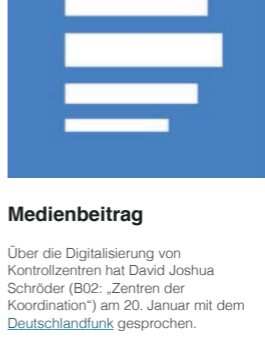 Medienbeitrag
Über die Digitalisierung von
Kontrollzentren hat David Joshua
Schröder (B02: „Zentren der
Koordination“) am 20. Januar mit dem
Deutschlandfunk gesprochen.